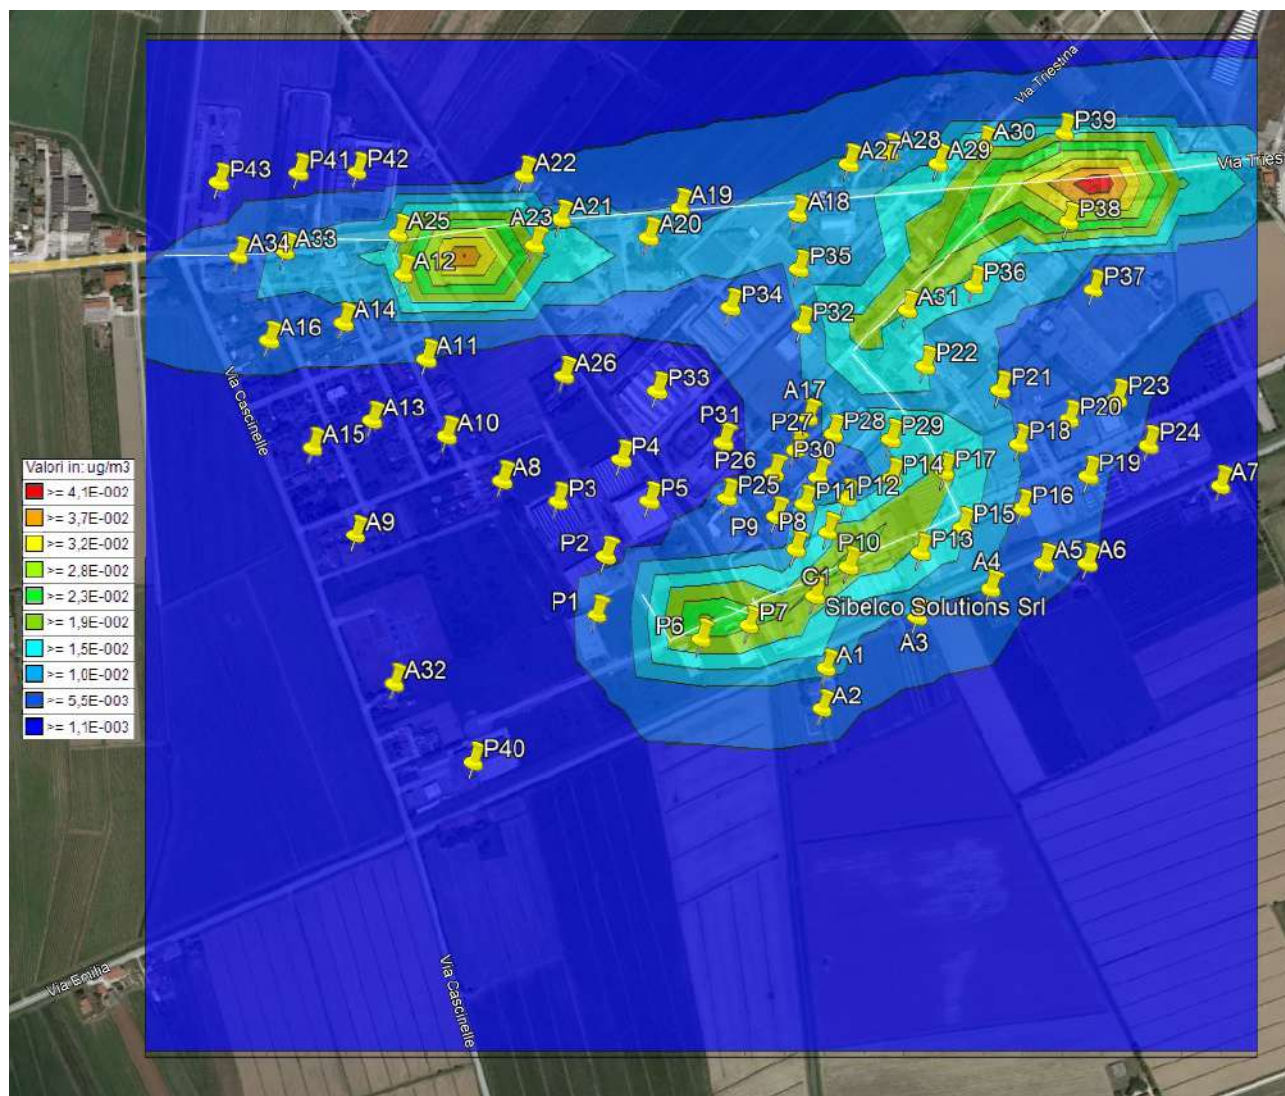 Via Triestina
P39
A30
A28
A29
A27
Via Triest
P43
P41
P42
A22
A19
A18
P38
A25
A23
A21
A20
A34
A33
A12
P35
P36
P37
A31
P34
P32
A14
A16
A11
P22
A26
P33
P21
P23
Via Cascinelle
A17
P20
A13
P31
P27
P28
P29
P18
P24
A15
A10
P30
P4
P26
P14
P17
P19
A7
Valori in: ug/m3
>= 4,1E-002
>= 3,7E-002
>= 3,2E-002
>= 2,8E-002
>= 2,3E-002
>= 1,9E-002
>= 1,5E-002
>= 1,0E-002
>= 5,5E-003
>= 1,1E-003
A8
P3
P5
P25
P11
P12
P16
A9
P9
P8
P15
P2
P10
P13
A5
A6
C1
A4
P1
Sibelco Solutions Srl
P6
P7
A3
A1
A32
A2
P40
Via Emilia
Via Cascinelle